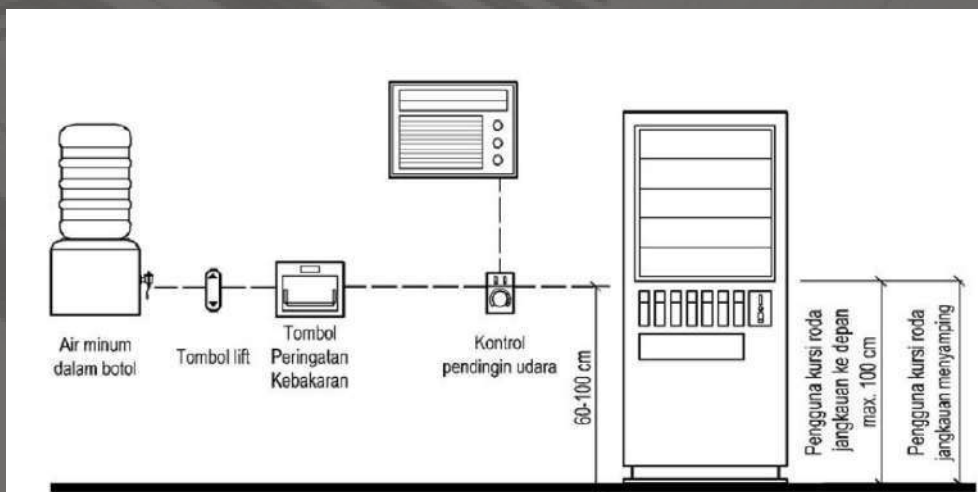 Air minum
dalam botol
Tombol lift
Tombol
Peringatan
Kebakaran
Kontrol
pendingin udara
60-100 cm
Pengguna kursi roda
jangkauan ke depan
max. 100 cm
Pengguna kursi roda
jangkauan menyamping